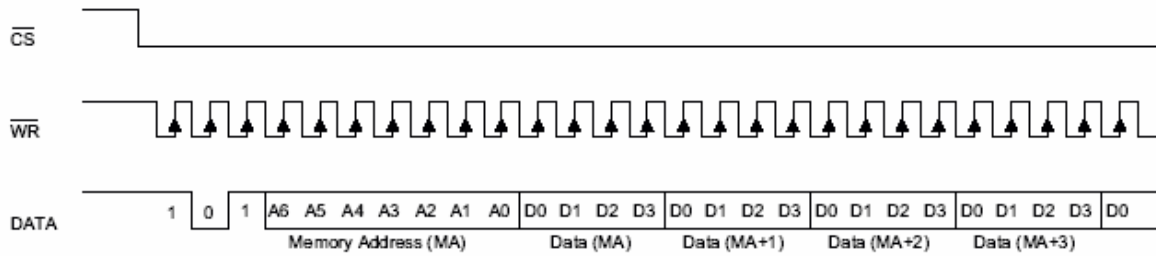 CS
WR
DATA
1 0 1 A6 A5 A4 A3 A2 A1 A0 D0 D1 D2 D3 D0 D1 D2 D3 D0 D1 D2 D3 D0 D1 D2 D3 D0
Memory Address (MA) Data (MA) Data (MA+1) Data (MA+2) Data (MA+3)